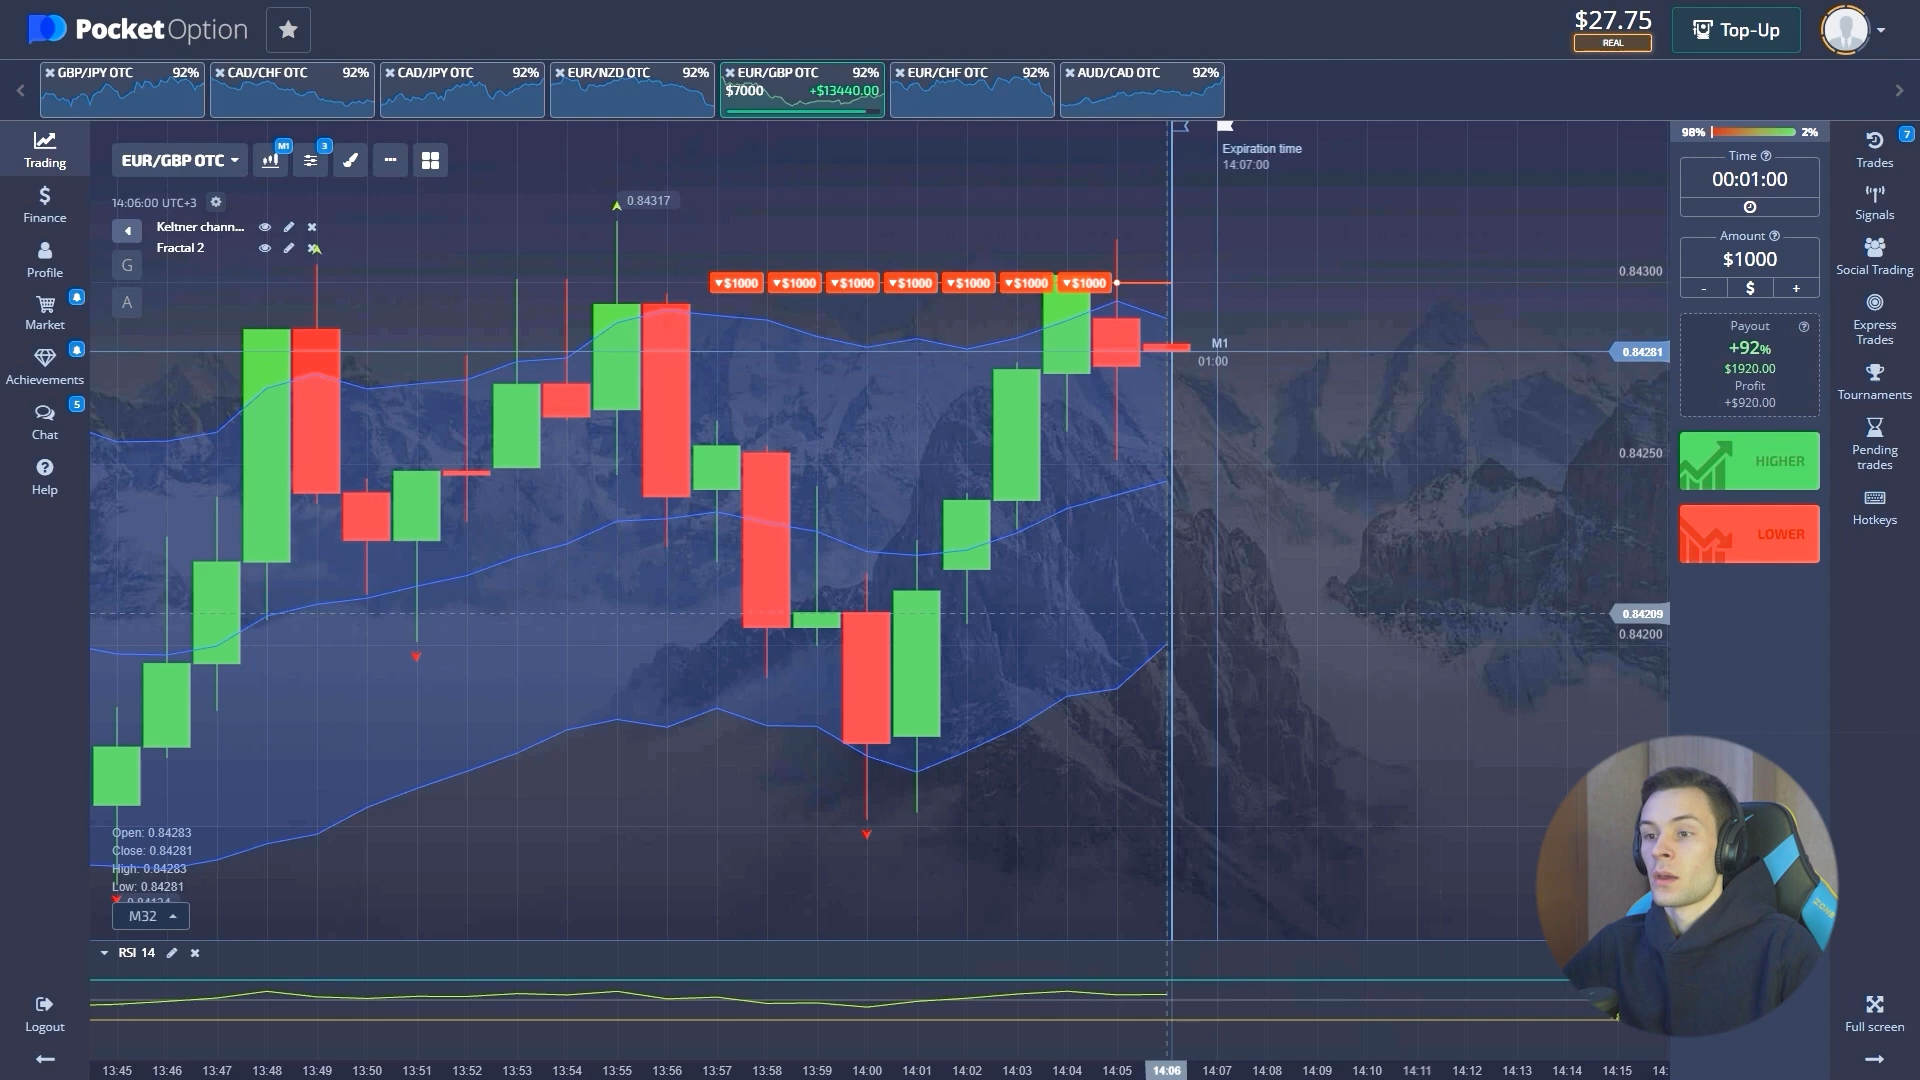 PocketOption
$27.75
REAL
Top-Up
GBP/JPY OTC 92%
CAD/CHF OTC 92%
CAD/JPY OTC 92%
EUR/NZD OTC 92%
EUR/GBP OTC 92%
$7000 +$13440.00
EUR/CHF OTC 92%
AUD/CAD OTC 92%
Trading
Finance
Profile
Market
Achievements
5
Chat
Help
Logout
EUR/GBP OTC
M1
3
14:06:00 UTC+3
Keltner chann...
Fractal 2
G
A
0.84317
$1000 $1000 $1000 $1000 $1000 $1000 $1000
Expiration time
14:07:00
M1
01:00
0.84300
0.84281
0.84250
0.84209
0.84200
Open: 0.84283
Close: 0.84281
High: 0.84283
Low: 0.84281
M32
RSI 14
13:45 13:46 13:47 13:48 13:49 13:50 13:51 13:52 13:53 13:54 13:55 13:56 13:57 13:58 13:59 14:00 14:01 14:02 14:03 14:04 14:05 14:06 14:07 14:08 14:09 14:10 14:11 14:12 14:13 14:14 14:15 14:
98% 2%
Time
00:01:00
Amount
$1000
- $ +
Payout
+92%
$1920.00
Profit
+$920.00
HIGHER
LOWER
7
Trades
Signals
Social Trading
Express
Trades
Tournaments
Pending
trades
Hotkeys
Full screen